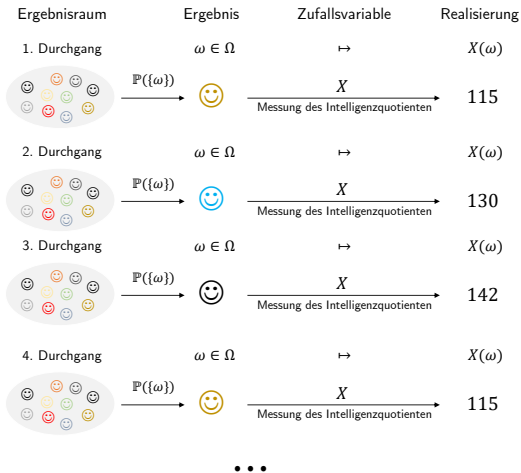 Ergebnisraum Ergebnis Zufallsvariable Realisierung
1. Durchgang ω ∈ Ω ↦ X(ω)
ℙ({ω}) X 115
Messung des Intelligenzquotienten
2. Durchgang ω ∈ Ω ↦ X(ω)
ℙ({ω}) X 130
Messung des Intelligenzquotienten
3. Durchgang ω ∈ Ω ↦ X(ω)
ℙ({ω}) X 142
Messung des Intelligenzquotienten
4. Durchgang ω ∈ Ω ↦ X(ω)
ℙ({ω}) X 115
Messung des Intelligenzquotienten
•••